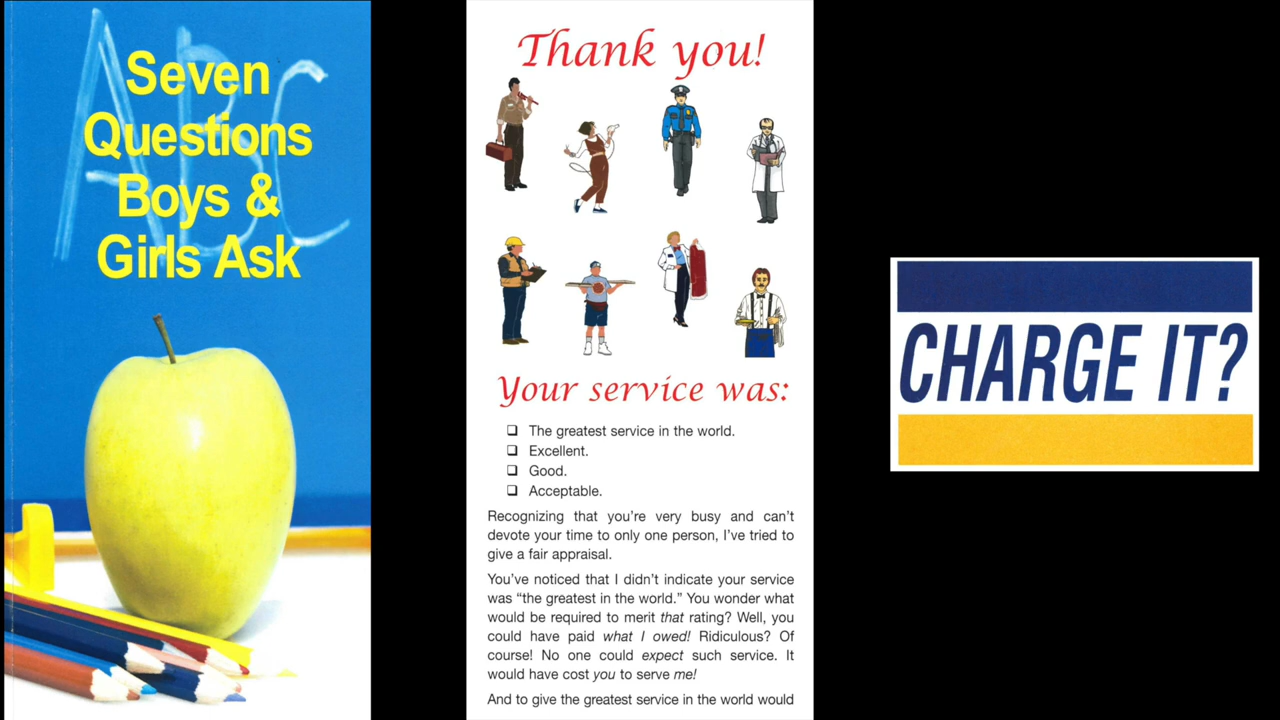 ABC
Seven
Questions
Boys &
Girls Ask
Thank you!
Your service was:
❑ The greatest service in the world.
❑ Excellent.
❑ Good.
❑ Acceptable.
Recognizing that you’re very busy and can’t
devote your time to only one person, I’ve tried to
give a fair appraisal.
You’ve noticed that I didn’t indicate your service
was “the greatest in the world.” You wonder what
would be required to merit that rating? Well, you
could have paid what I owed! Ridiculous? Of
course! No one could expect such service. It
would have cost you to serve me!
And to give the greatest service in the world would
CHARGE IT?